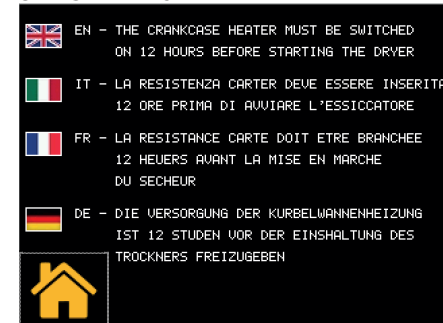 EN - THE CRANKCASE HEATER MUST BE SWITCHED
ON 12 HOURS BEFORE STARTING THE DRYER
IT - LA RESISTENZA CARTER DEVE ESSERE INSERITA
12 ORE PRIMA DI AVVIARE L'ESSICCATORE
FR - LA RESISTANCE CARTE DOIT ETRE BRANCHEE
12 HEUERS AVANT LA MISE EN MARCHE
DU SECHEUR
DE - DIE VERSORGUNG DER KURBELWANNENHEIZUNG
IST 12 STUDEN VOR DER EINSHALTUNG DES
TROCKNERS FREIZUGEBEN